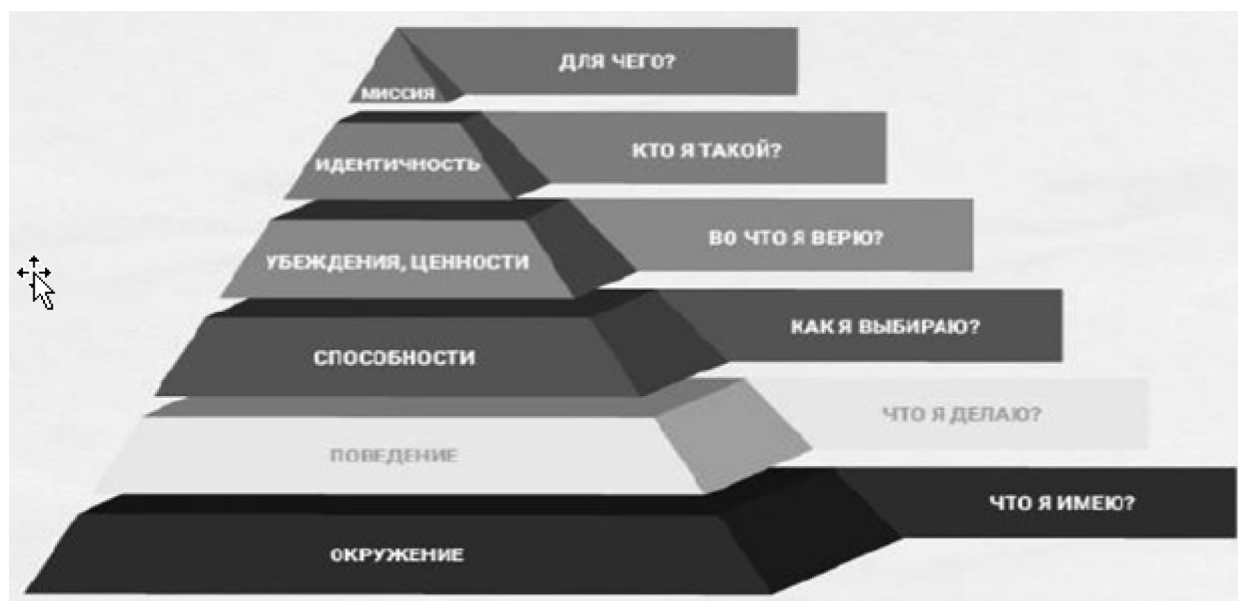 ДЛЯ ЧЕГО?
МИССИЯ
КТО Я ТАКОЙ?
ИДЕНТИЧНОСТЬ
ВО ЧТО Я ВЕРЮ?
УБЕЖДЕНИЯ, ЦЕННОСТИ
КАК Я ВЫБИРАЮ?
СПОСОБНОСТИ
ЧТО Я ДЕЛАЮ?
ПОВЕДЕНИЕ
ЧТО Я ИМЕЮ?
ОКРУЖЕНИЕ